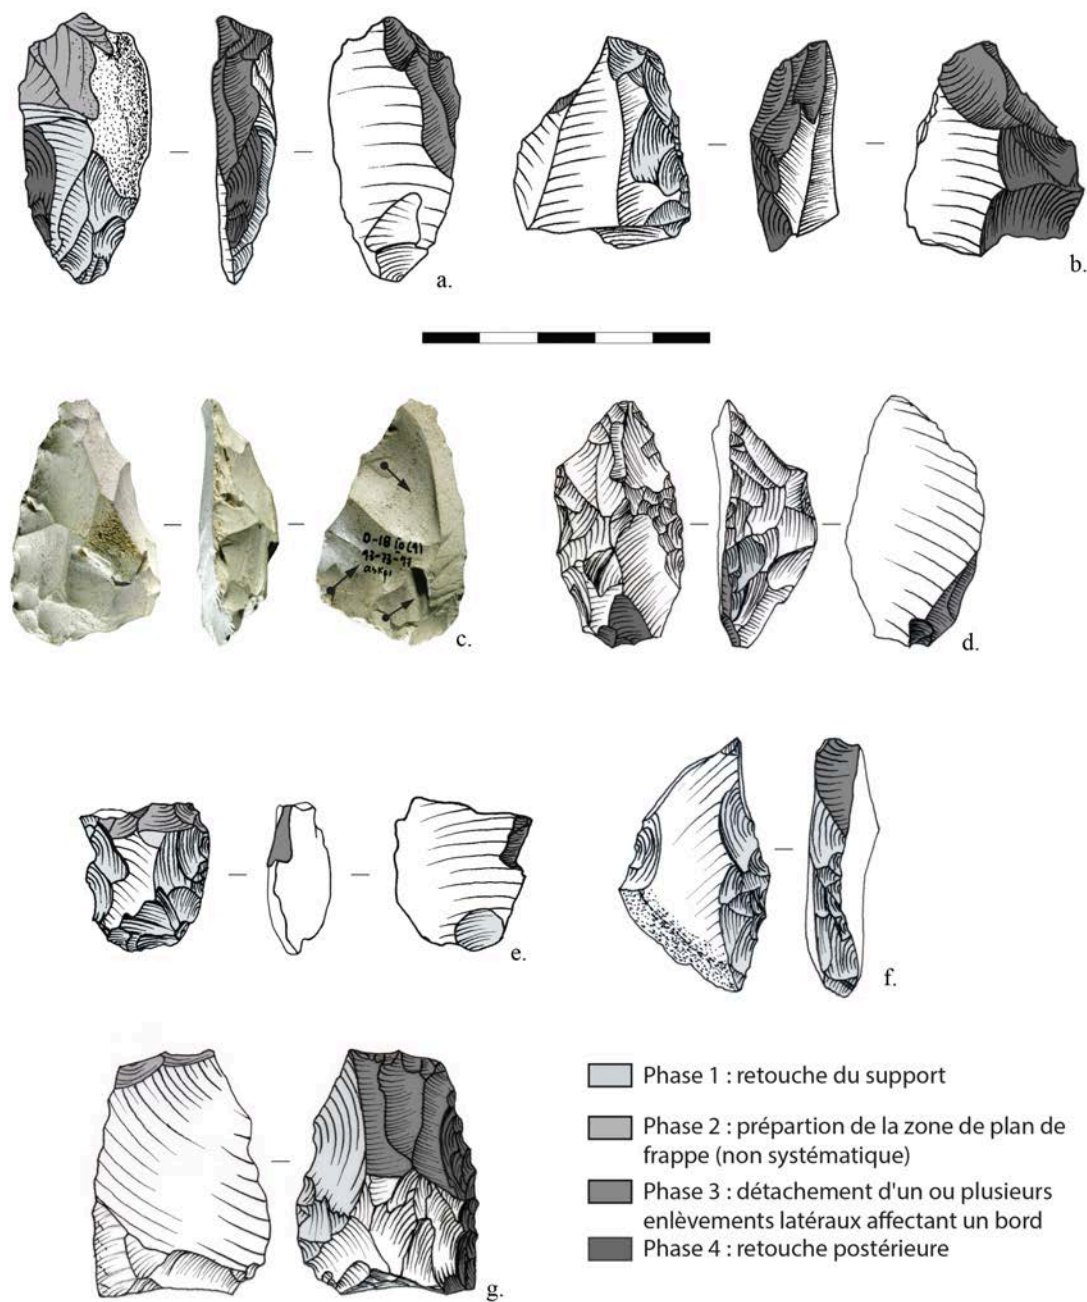 a.
b.
c.
d.
e.
f.
g.
Phase 1 : retouche du support
Phase 2 : prépartion de la zone de plan de
frappe (non systématique)
Phase 3 : détachement d'un ou plusieurs
enlèvements latéraux affectant un bord
Phase 4 : retouche postérieure